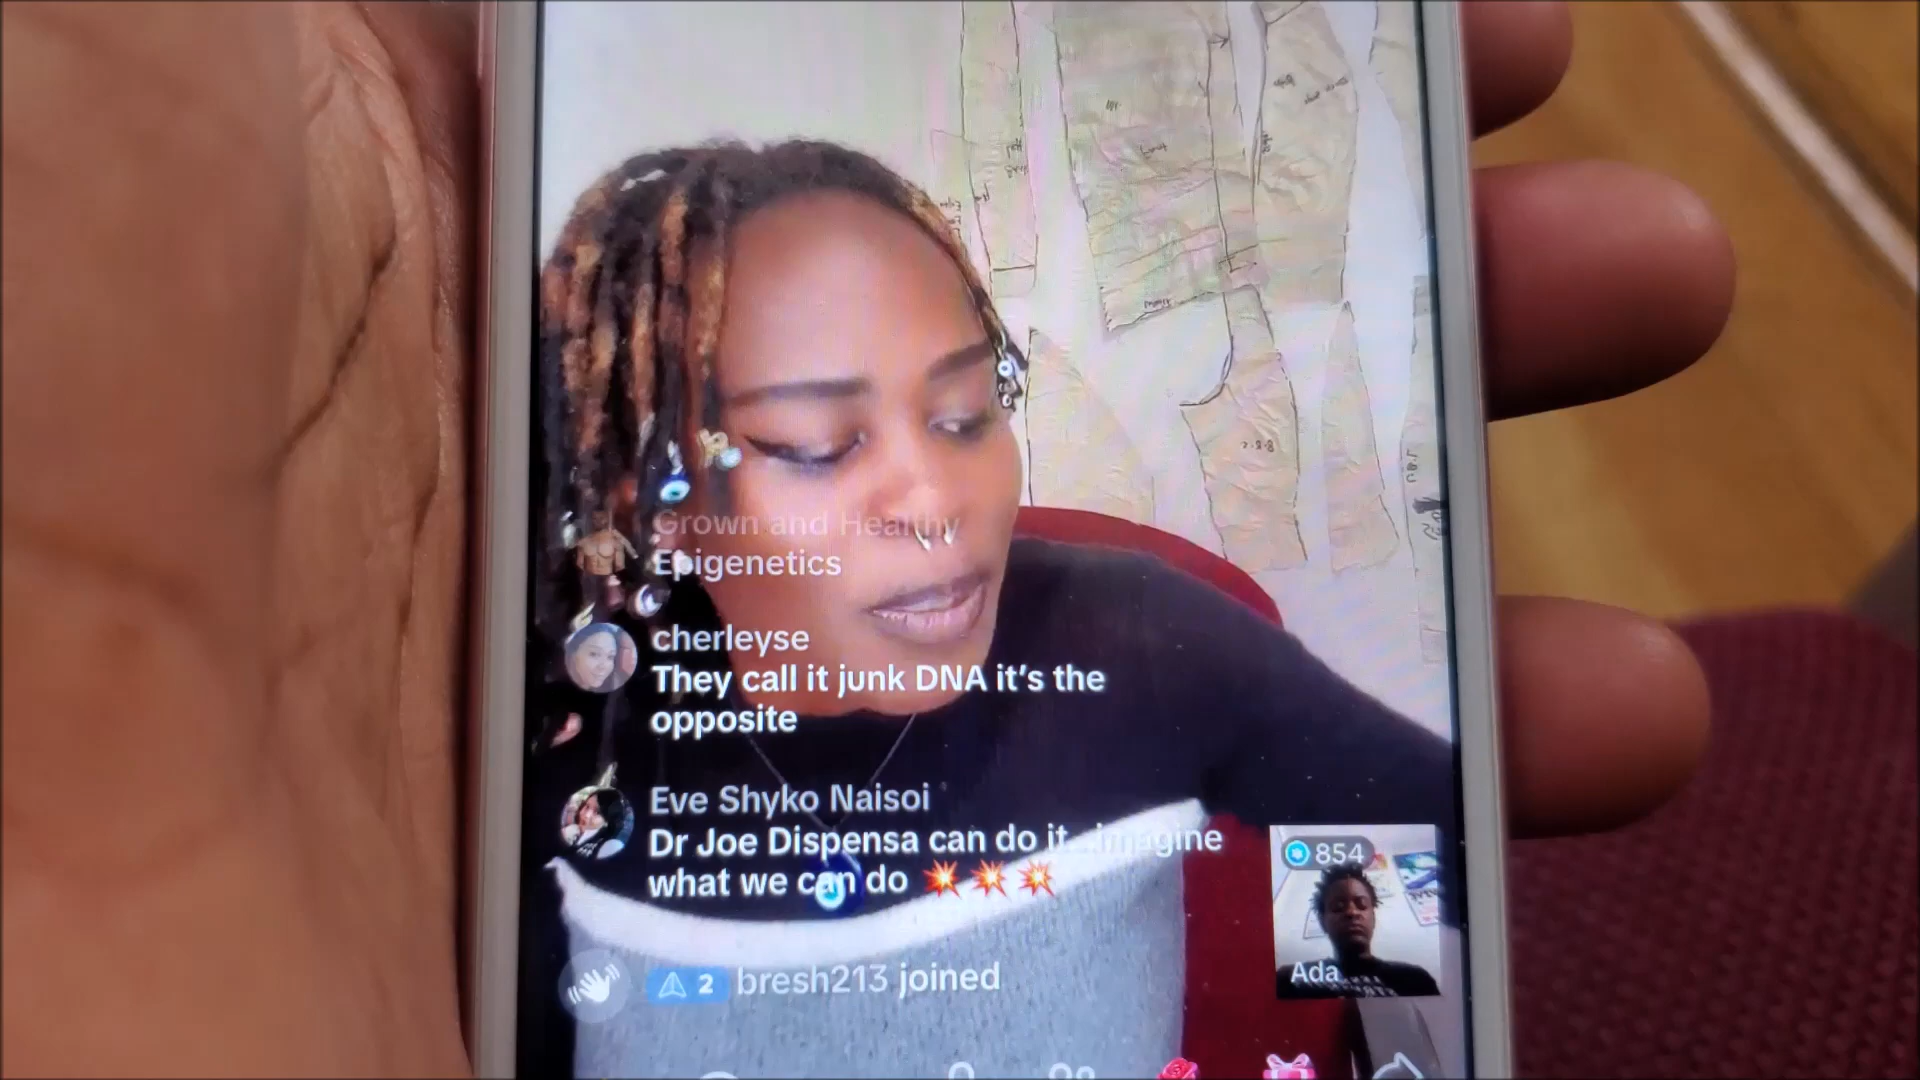 Grown and Healthy
Epigenetics
cherleyse
They call it junk DNA it's the
opposite
Eve Shyko Naisoi
Dr Joe Dispensa can do it.. imagine
what we can do 💥💥💥
2 bresh213 joined
854
Ada